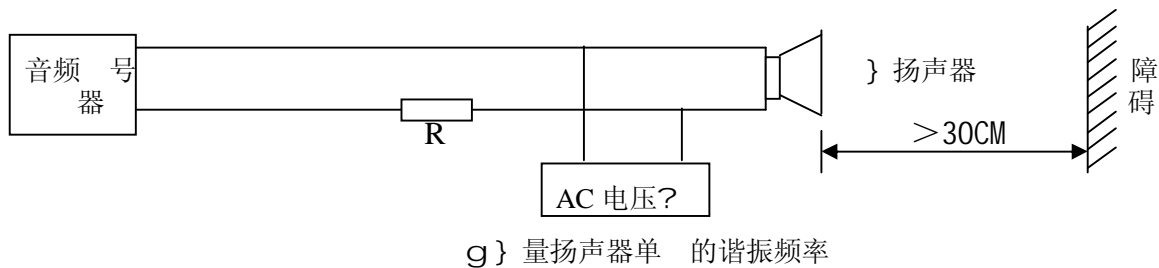 音频 号
器
R
AC 电压?
} 扬声器
>30CM
障
碍
g} 量扬声器单 的谐振频率